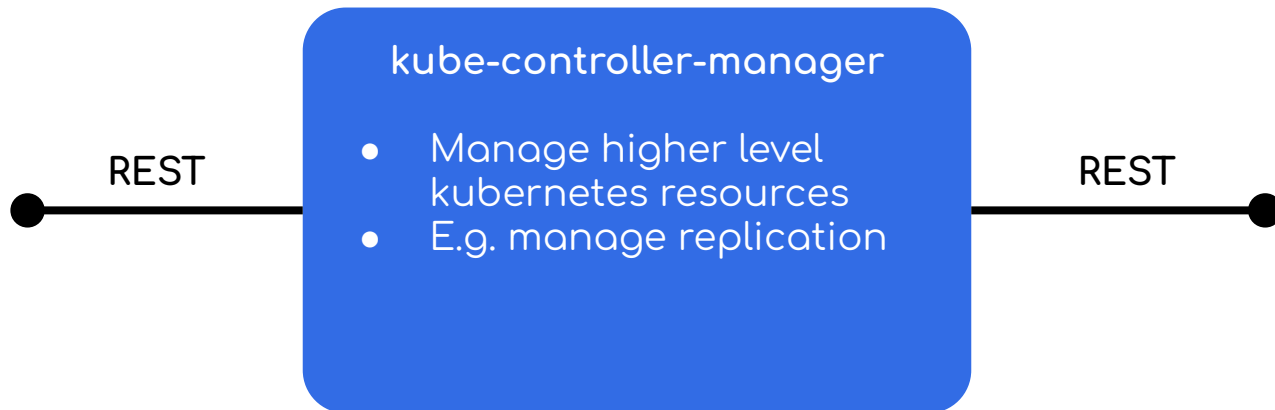 kube-controller-manager
● Manage higher level
kubernetes resources
● E.g. manage replication
REST
REST